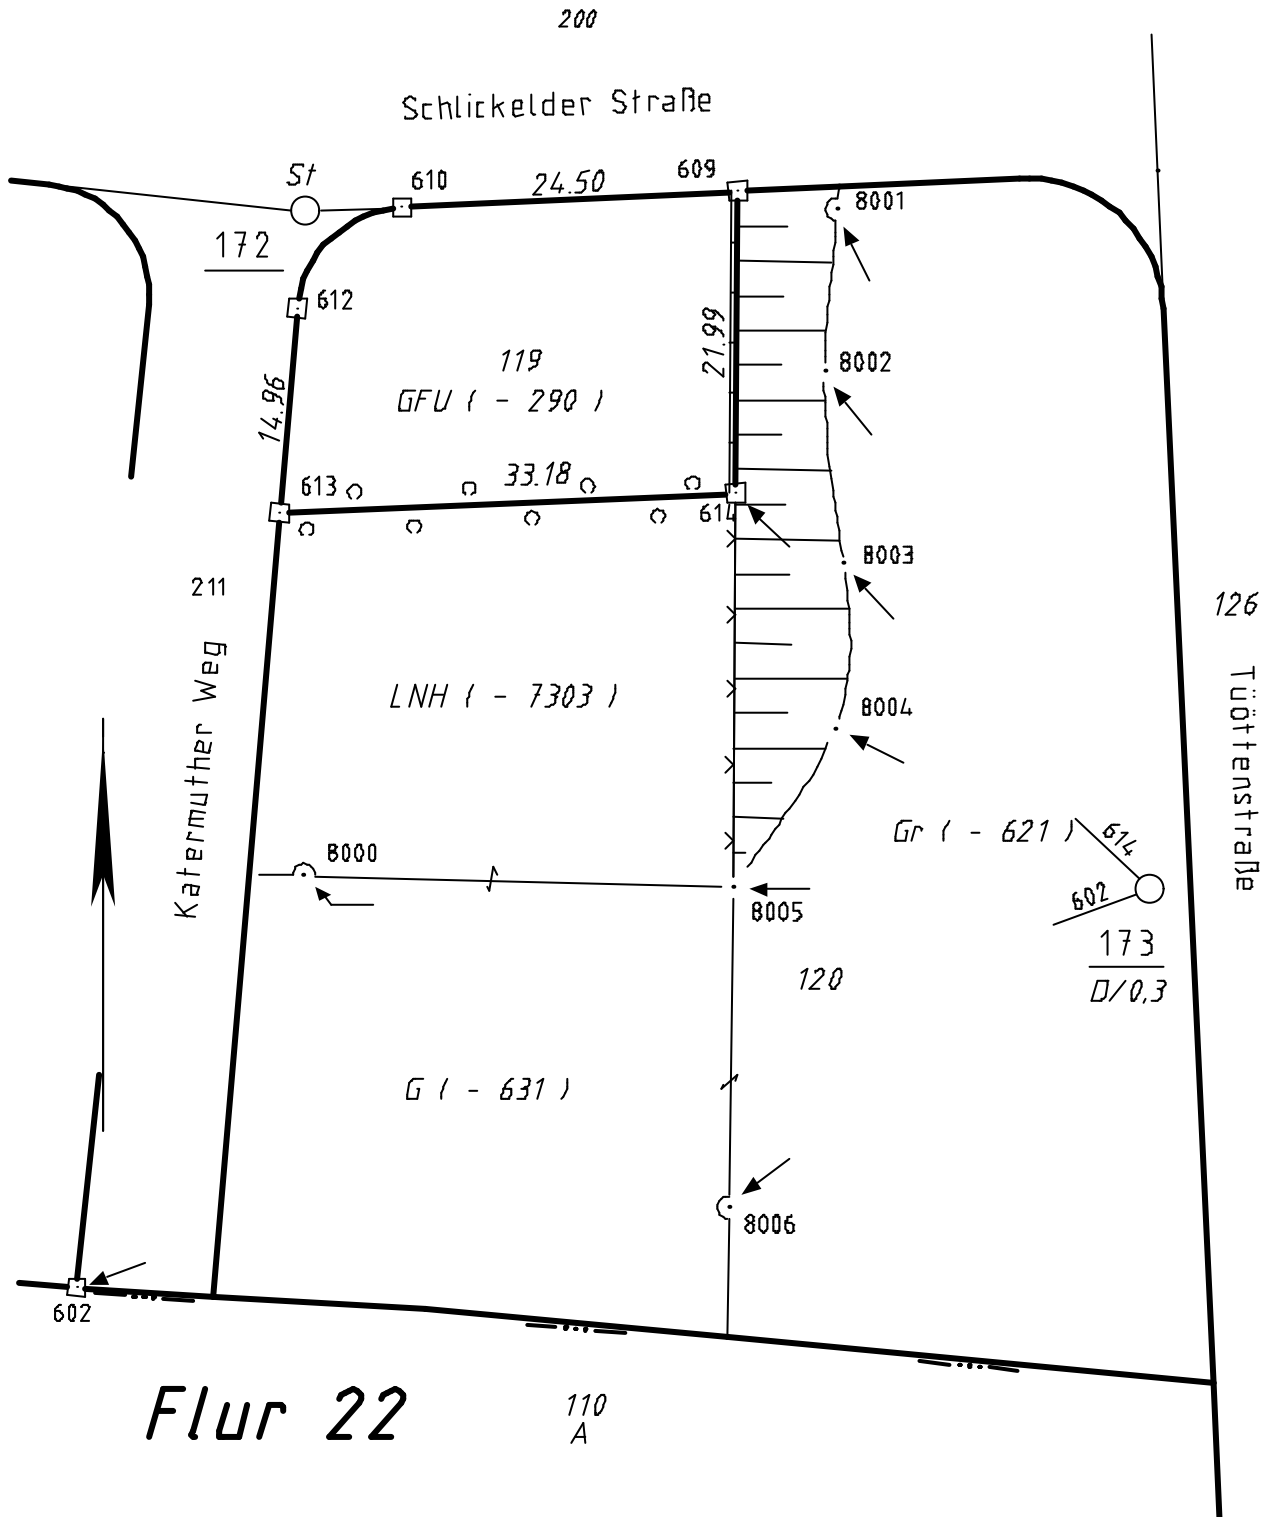 200
Schlickelder Straße
St
610
24.50
609
8001
172
612
21.99
119
8002
GFU ( - 290 )
14.96
613
33.18
614
8003
211
126
Katermuther Weg
LNH ( - 7303 )
8004
Tüöttenstraße
Gr ( - 621 )
614
8000
602
8005
173
D/0,3
120
G ( - 631 )
8006
602
Flur 22
110
A